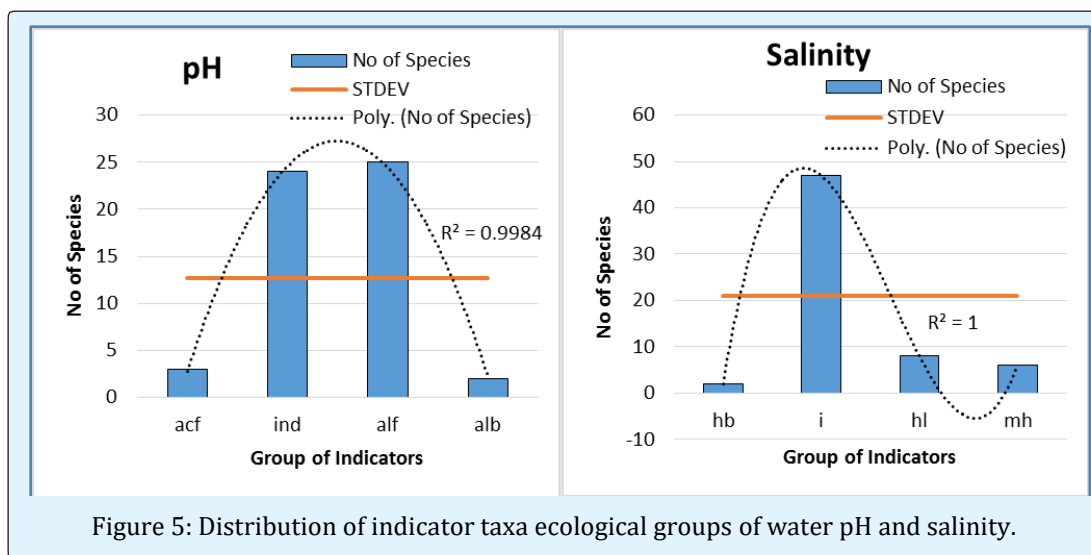 pH
No of Species
STDEV
Poly. (No of Species)
30
25
20
15
10
5
0
No of Species
R² = 0.9984
acf ind alf alb
Group of Indicators
Salinity
No of Species
STDEV
Poly. (No of Species)
60
50
40
30
20
10
0
-10
No of Species
R² = 1
hb i hl mh
Group of Indicators
Figure 5: Distribution of indicator taxa ecological groups of water pH and salinity.